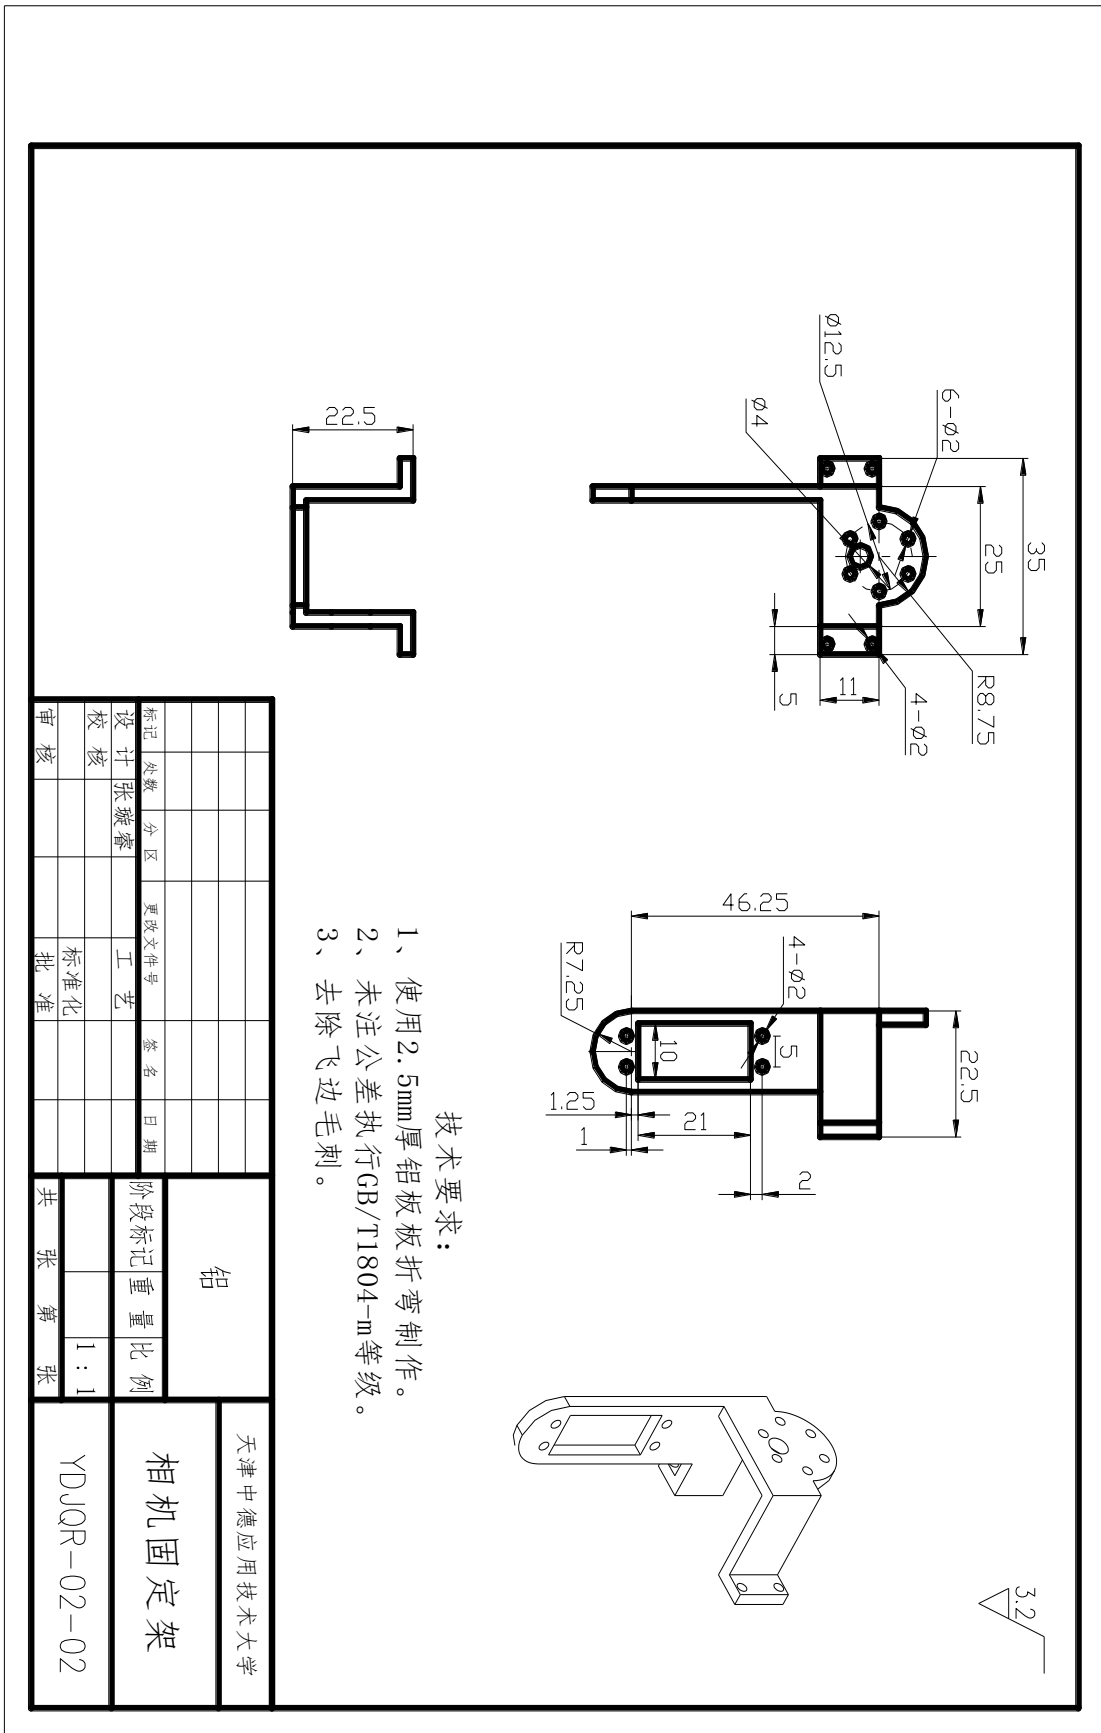 3.2
35
25
6-Ø2
Ø12.5
Ø4
R8.75
4-Ø2
11
5
22.5
22.5
46.25
4-Ø2
5
10
R7.25
1.25
21
1
2
技术要求：
1、使用2.5mm厚铝板板折弯制作。
2、未注公差执行GB/T1804-m等级。
3、去除飞边毛刺。
标记 处数 分区 更改文件号 签名 日期
设计 张璇睿 工艺
校核 标准化
审核 批准
铝
阶段标记 重量 比例
1:1
共 张 第 张
天津中德应用技术大学
相机固定架
YDJQR-02-02